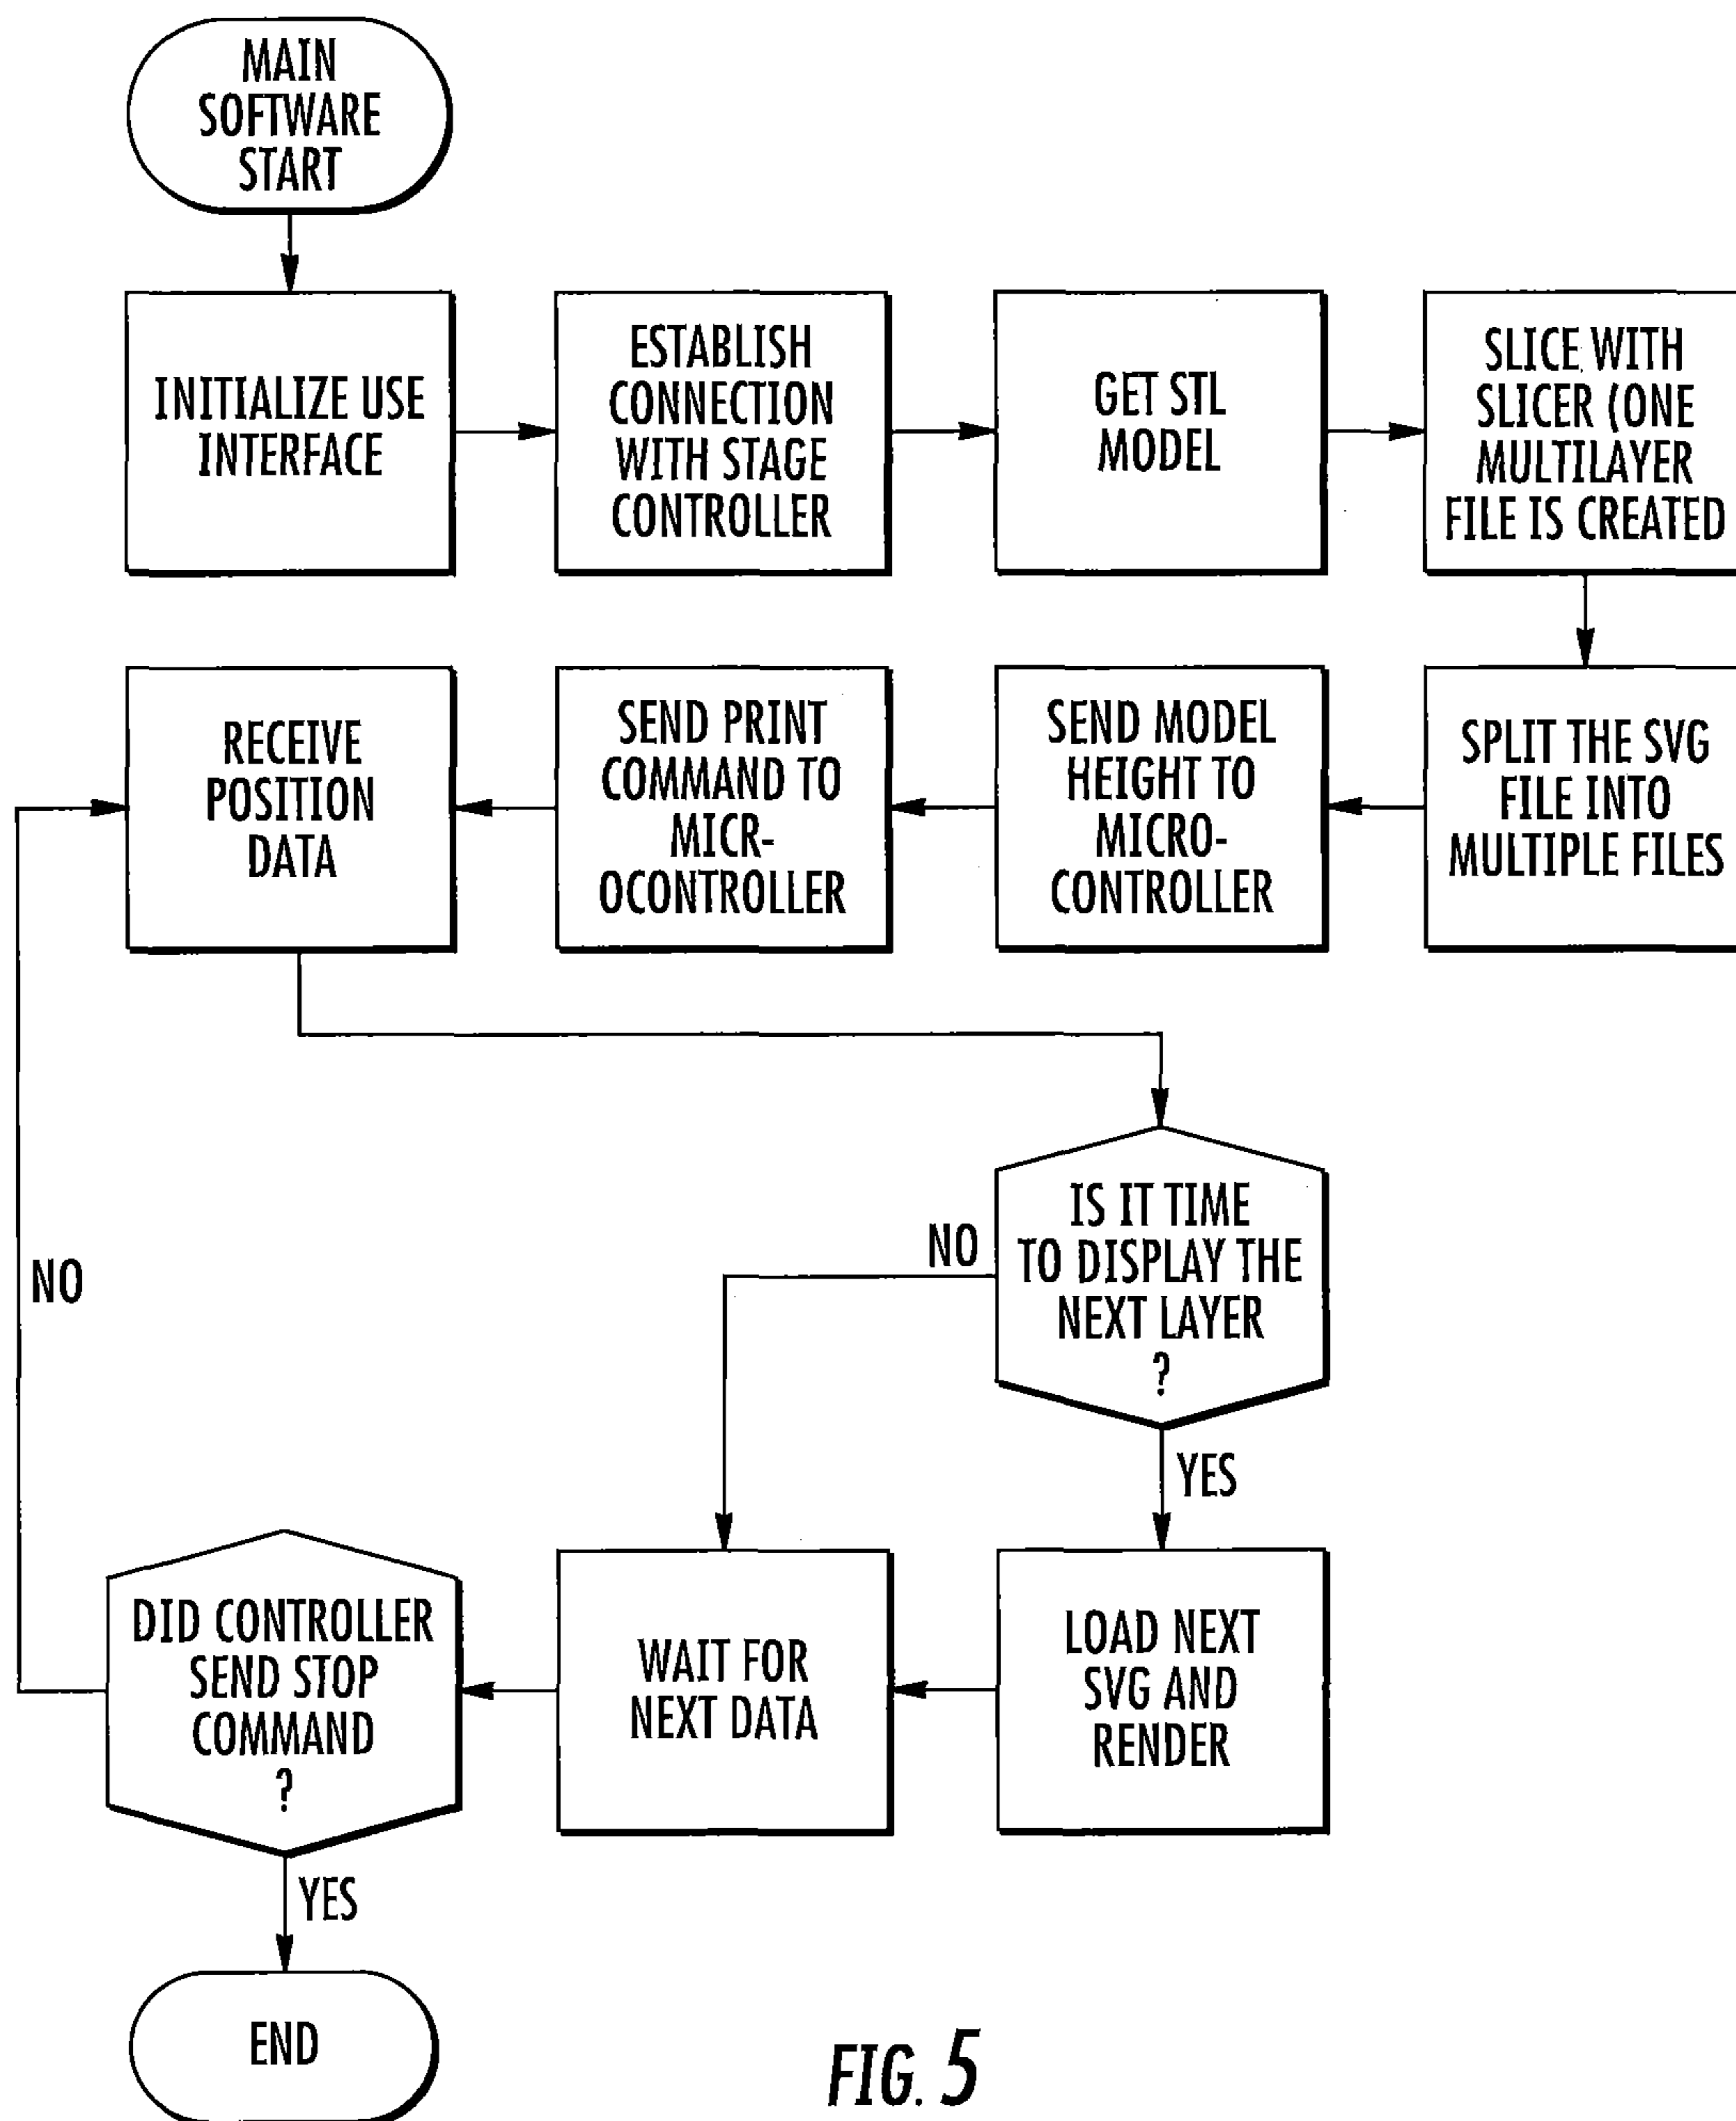 MAIN
SOFTWARE
START
INITIALIZE USE
INTERFACE
ESTABLISH
CONNECTION
WITH STAGE
CONTROLLER
GET STL
MODEL
SLICE WITH
SLICER (ONE
MULTILAYER
FILE IS CREATED
SPLIT THE SVG
FILE INTO
MULTIPLE FILES
SEND MODEL
HEIGHT TO
MICRO-
CONTROLLER
SEND PRINT
COMMAND TO
MICR-
OCONTROLLER
RECEIVE
POSITION
DATA
IS IT TIME
TO DISPLAY THE
NEXT LAYER
?
NO
YES
LOAD NEXT
SVG AND
RENDER
WAIT FOR
NEXT DATA
DID CONTROLLER
SEND STOP
COMMAND
?
NO
YES
END
FIG. 5